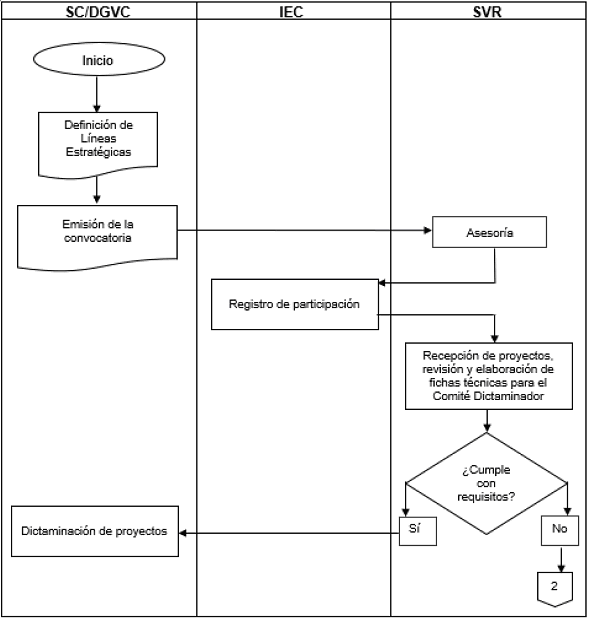 SC/DGVC
IEC
SVR
Inicio
Definición de
Líneas
Estratégicas
Emisión de la
convocatoria
Asesoría
Registro de participación
Recepción de proyectos,
revisión y elaboración de
fichas técnicas para el
Comité Dictaminador
¿Cumple
con
requisitos?
Sí
No
Dictaminación de proyectos
2